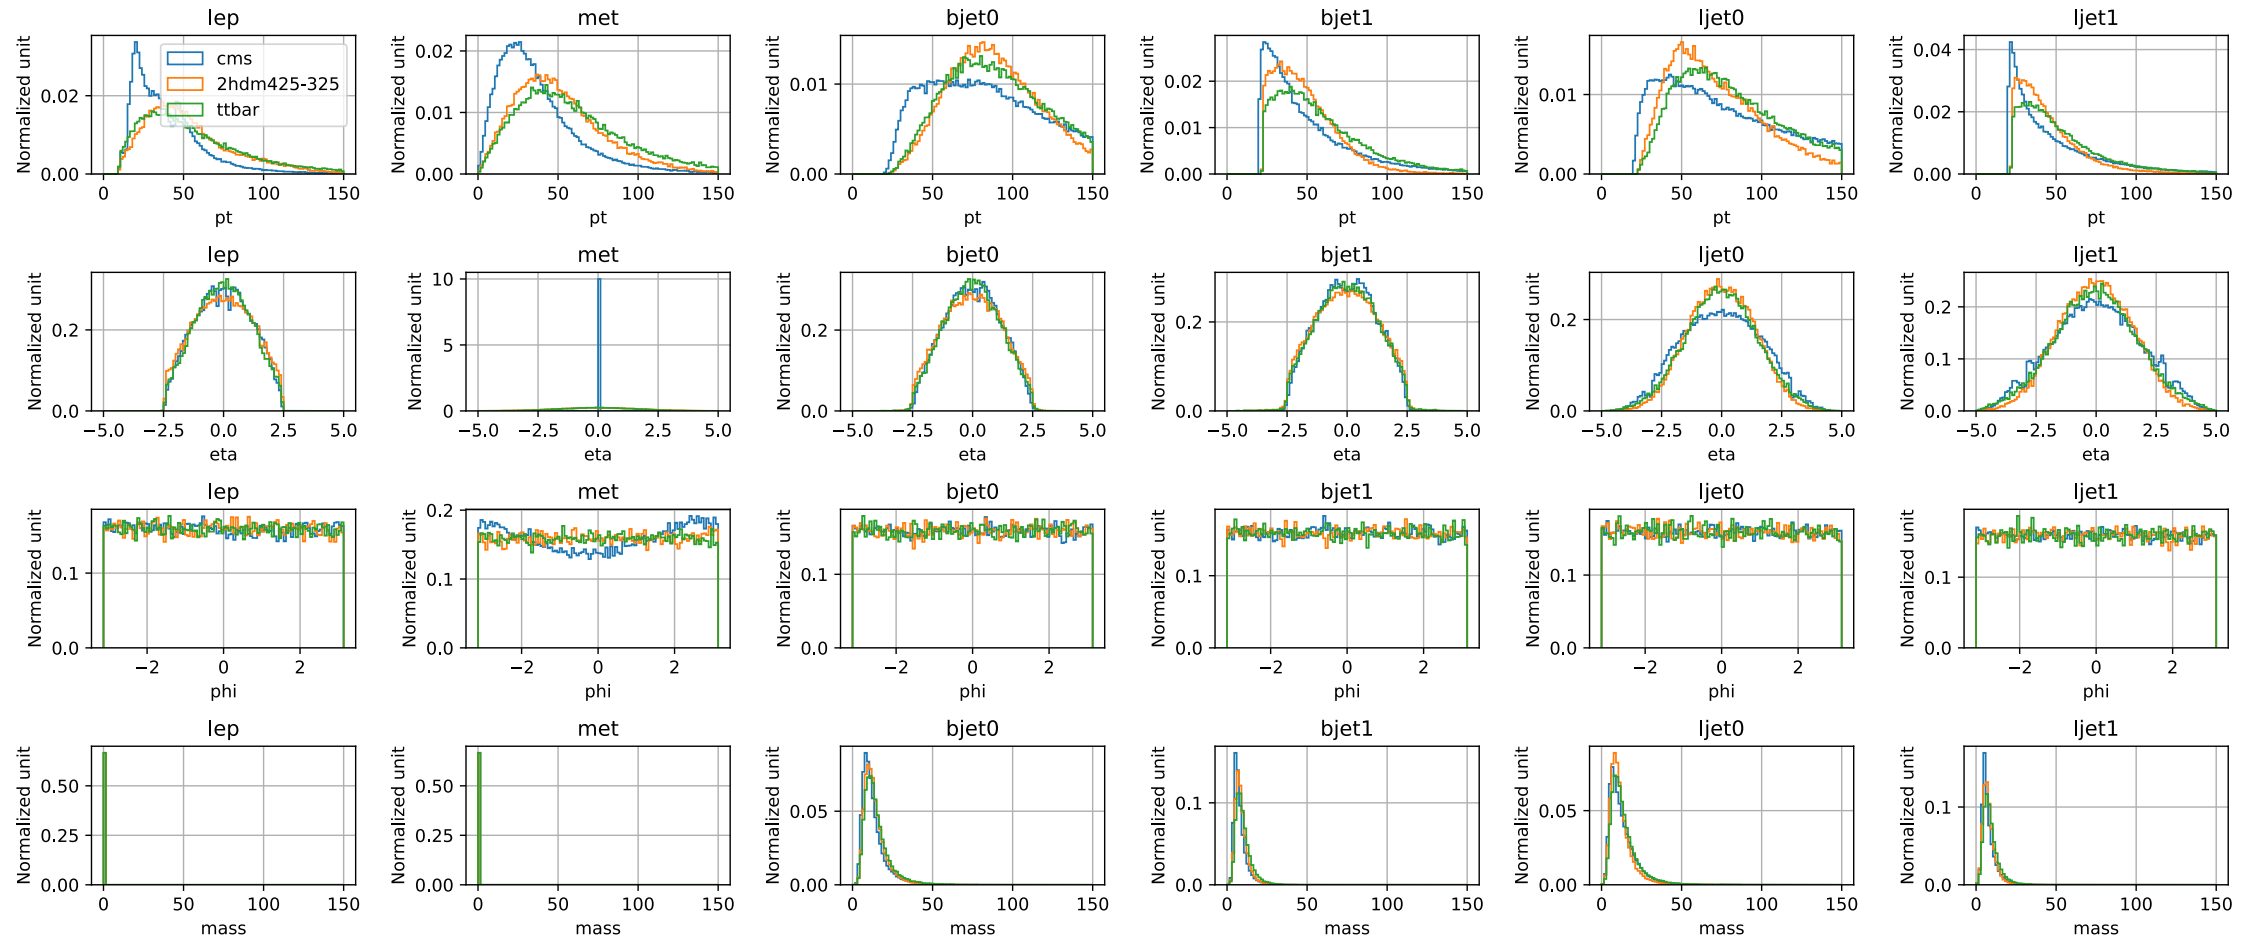 lep met bjet0 bjet1 ljet0 ljet1
cms
2hdm425-325
ttbar
Normalized unit Normalized unit Normalized unit Normalized unit Normalized unit Normalized unit
0.02 0.00
0.02 0.01 0.00
0.01 0.00
0.02 0.01 0.00
0.01 0.00
0.04 0.02 0.00
0 50 100 150 0 50 100 150 0 50 100 150 0 50 100 150 0 50 100 150 0 50 100 150
pt pt pt pt pt pt
lep met bjet0 bjet1 ljet0 ljet1
Normalized unit Normalized unit Normalized unit Normalized unit Normalized unit Normalized unit
0.2 0.0
10 5 0
0.2 0.0
0.2 0.0
0.2 0.0
0.2 0.1 0.0
−5.0 −2.5 0.0 2.5 5.0 −5.0 −2.5 0.0 2.5 5.0 −5.0 −2.5 0.0 2.5 5.0 −5.0 −2.5 0.0 2.5 5.0 −5.0 −2.5 0.0 2.5 5.0 −5.0 −2.5 0.0 2.5 5.0
eta eta eta eta eta eta
lep met bjet0 bjet1 ljet0 ljet1
Normalized unit Normalized unit Normalized unit Normalized unit Normalized unit Normalized unit
0.1 0.0
0.2 0.1 0.0
0.1 0.0
0.1 0.0
0.1 0.0
0.1 0.0
−2 0 2 −2 0 2 −2 0 2 −2 0 2 −2 0 2 −2 0 2
phi phi phi phi phi phi
lep met bjet0 bjet1 ljet0 ljet1
Normalized unit Normalized unit Normalized unit Normalized unit Normalized unit Normalized unit
0.50 0.25 0.00
0.50 0.25 0.00
0.05 0.00
0.1 0.0
0.05 0.00
0.1 0.0
0 50 100 150 0 50 100 150 0 50 100 150 0 50 100 150 0 50 100 150 0 50 100 150
mass mass mass mass mass mass